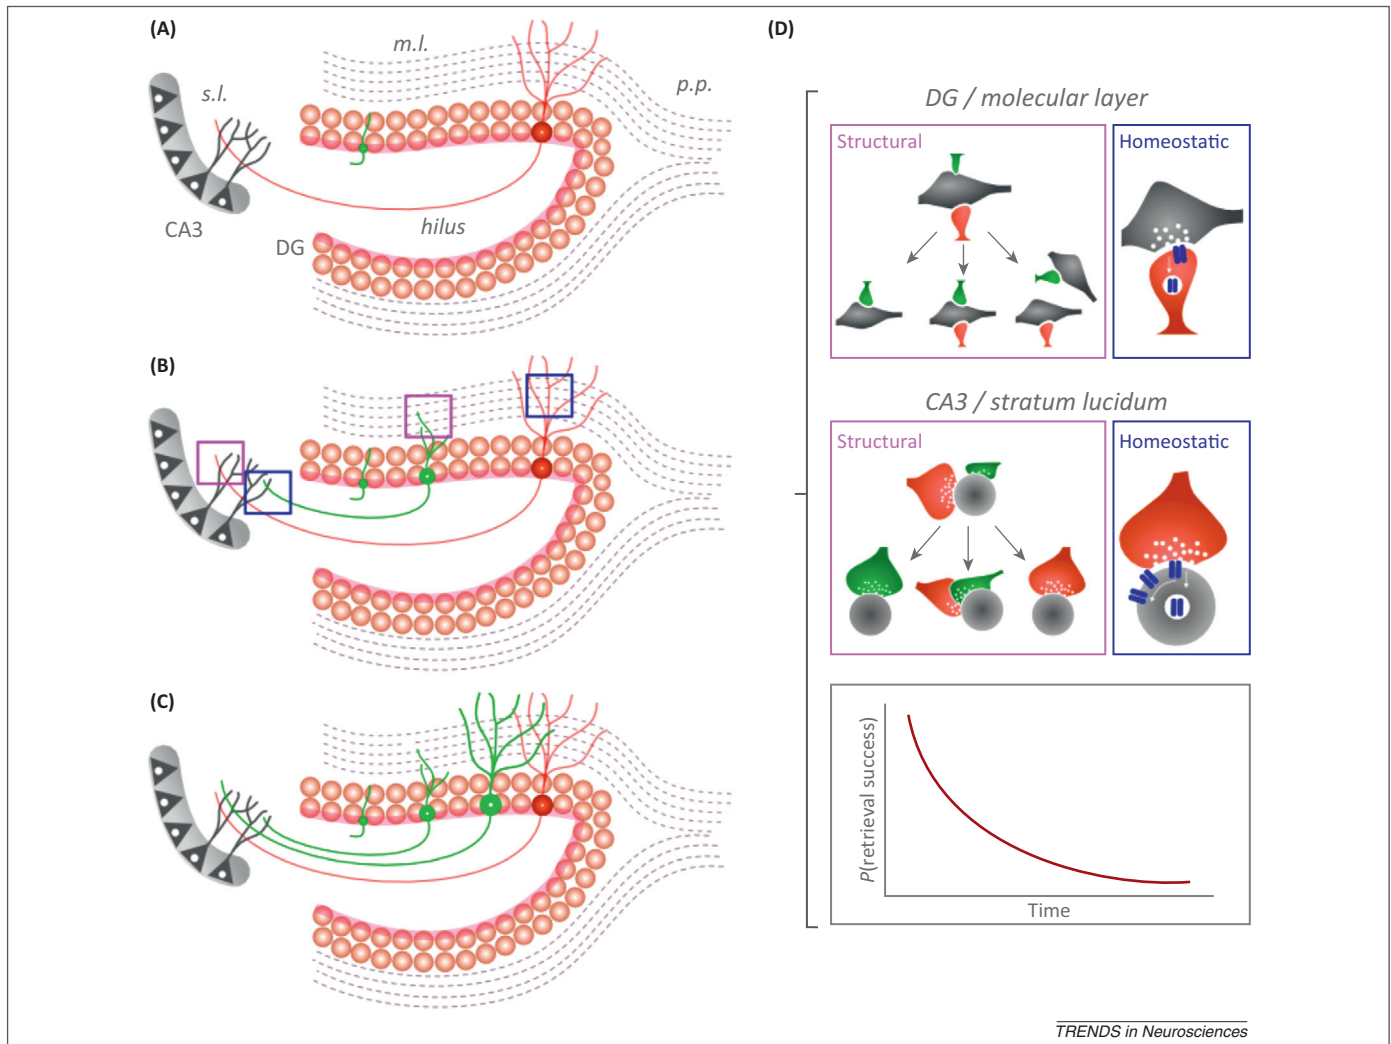 (A)
m.l.
s.l.
p.p.
CA3
DG
hilus
(B)
(C)
(D)
DG / molecular layer
Structural
Homeostatic
CA3 / stratum lucidum
Structural
Homeostatic
P(retrieval success)
Time
TRENDS in Neurosciences